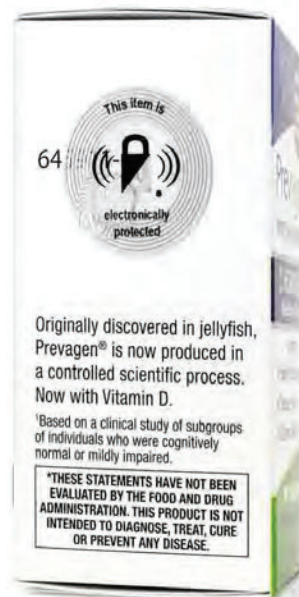 This item is
64
electronically
protected
Originally discovered in jellyfish,
Prevagen® is now produced in
a controlled scientific process.
Now with Vitamin D.
¹Based on a clinical study of subgroups
of individuals who were cognitively
normal or mildly impaired.
*THESE STATEMENTS HAVE NOT BEEN
EVALUATED BY THE FOOD AND DRUG
ADMINISTRATION. THIS PRODUCT IS NOT
INTENDED TO DIAGNOSE, TREAT, CURE
OR PREVENT ANY DISEASE.